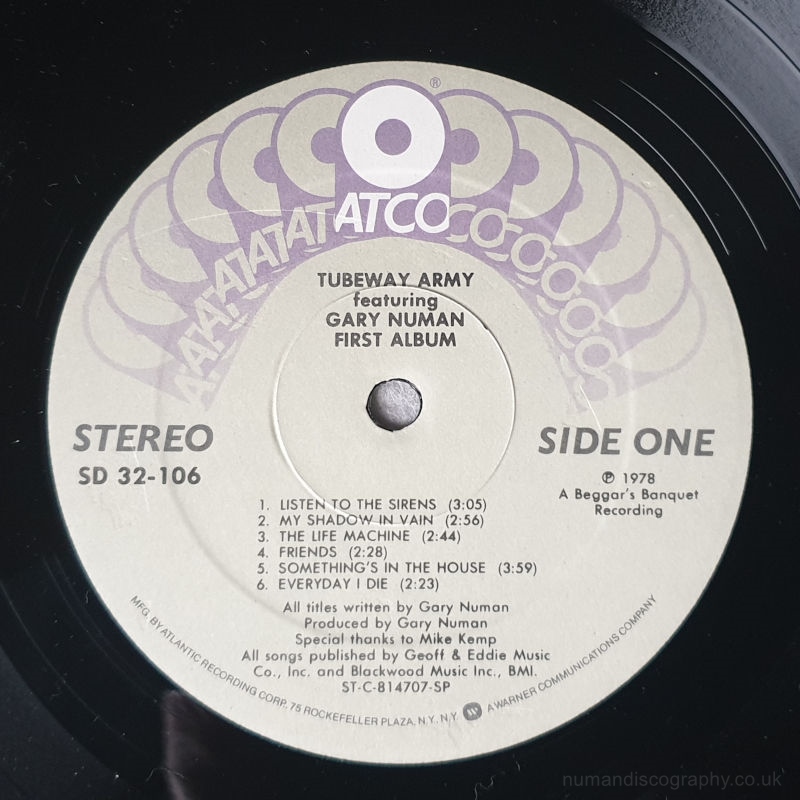 ®
ATCO
TUBEWAY ARMY
featuring
GARY NUMAN
FIRST ALBUM
STEREO
SD 32-106
SIDE ONE
℗ 1978
A Beggar's Banquet
Recording
1. LISTEN TO THE SIRENS (3:05)
2. MY SHADOW IN VAIN (2:56)
3. THE LIFE MACHINE (2:44)
4. FRIENDS (2:28)
5. SOMETHING'S IN THE HOUSE (3:59)
6. EVERYDAY I DIE (2:23)
All titles written by Gary Numan
Produced by Gary Numan
Special thanks to Mike Kemp
All songs published by Geoff & Eddie Music
Co., Inc. and Blackwood Music Inc., BMI.
ST-C-814707-SP
MFG. BY ATLANTIC RECORDING CORP. 75 ROCKEFELLER PLAZA, N.Y. N.Y. A WARNER COMMUNICATIONS COMPANY
numandiscography.co.uk